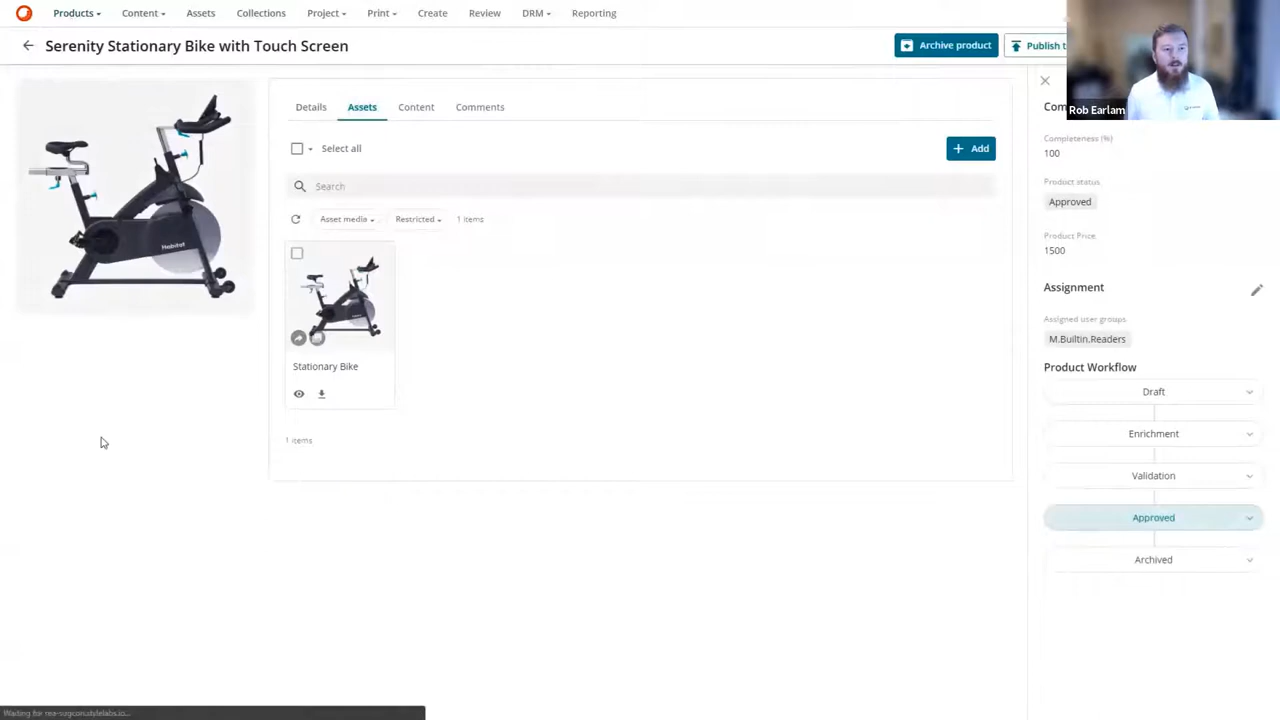 Products Content Assets Collections Project Print Create Review DRM Reporting
Serenity Stationary Bike with Touch Screen
Archive product
Publish t
Rob Earlam
Details Assets Content Comments
Select all
Add
Search
Asset media Restricted 1 items
Stationary Bike
1 items
Com
Completeness (%)
100
Product status
Approved
Product Price
1500
Assignment
Assigned user groups
M.Builtin.Readers
Product Workflow
Draft
Enrichment
Validation
Approved
Archived
Habitat